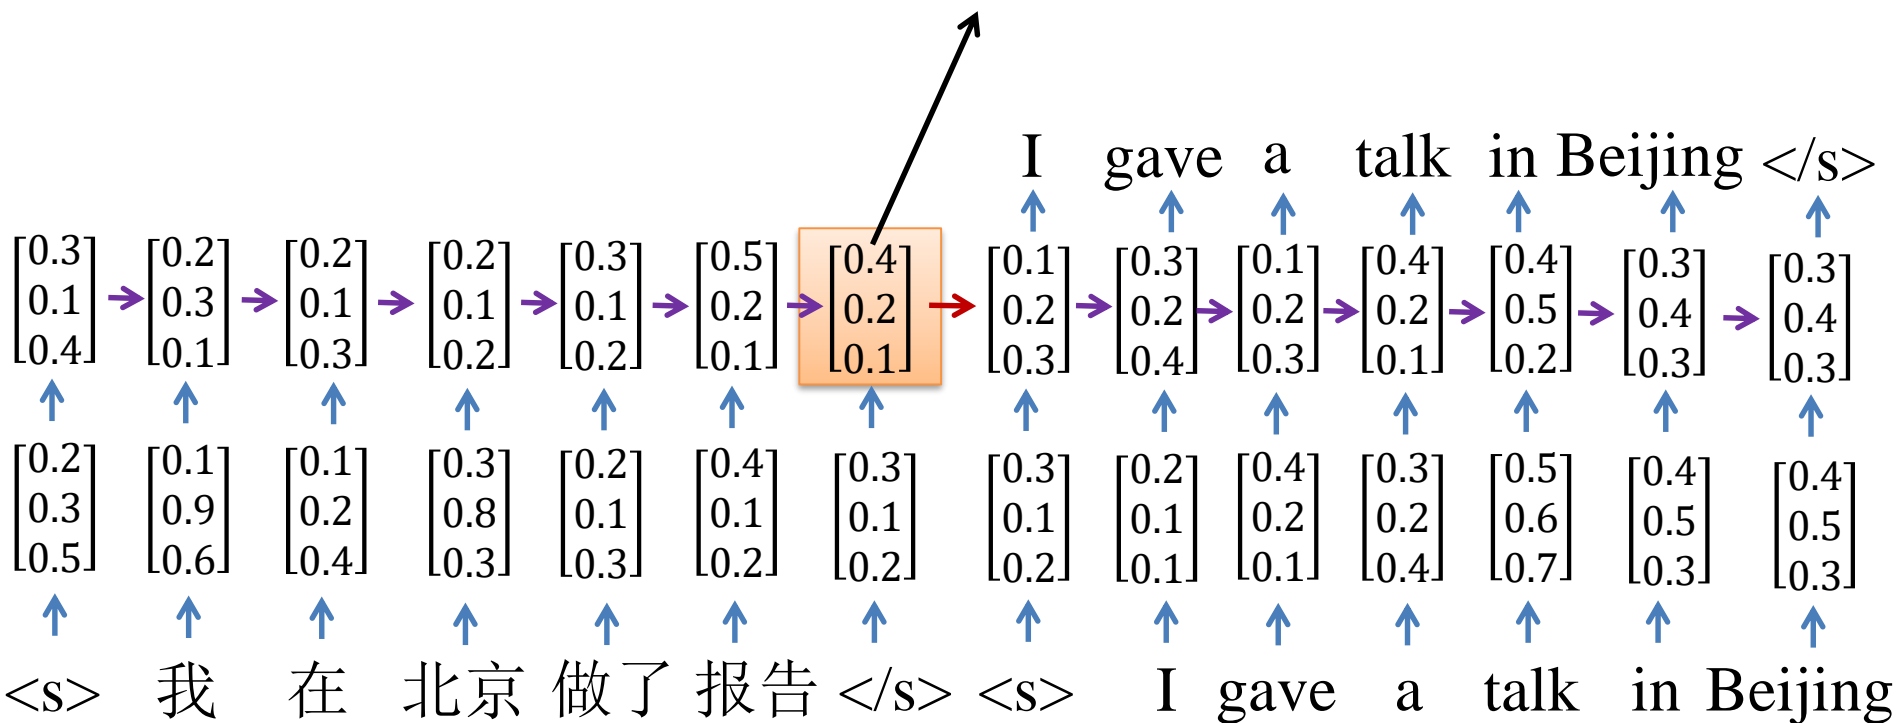 I gave a talk in Beijing </s>
[0.3 0.1 0.4] [0.2 0.3 0.1] [0.2 0.1 0.3] [0.2 0.1 0.2] [0.3 0.1 0.2] [0.5 0.2 0.1] [0.4 0.2 0.1] [0.1 0.2 0.3] [0.3 0.2 0.4] [0.1 0.2 0.3] [0.4 0.2 0.1] [0.4 0.5 0.2] [0.3 0.4 0.3] [0.3 0.4 0.3]
[0.2 0.3 0.5] [0.1 0.9 0.6] [0.1 0.2 0.4] [0.3 0.8 0.3] [0.2 0.1 0.3] [0.4 0.1 0.2] [0.3 0.1 0.2] [0.3 0.1 0.2] [0.2 0.1 0.1] [0.4 0.2 0.1] [0.3 0.2 0.4] [0.5 0.6 0.7] [0.4 0.5 0.3] [0.4 0.5 0.3]
<s> 我 在 北京 做了 报告 </s> <s> I gave a talk in Beijing